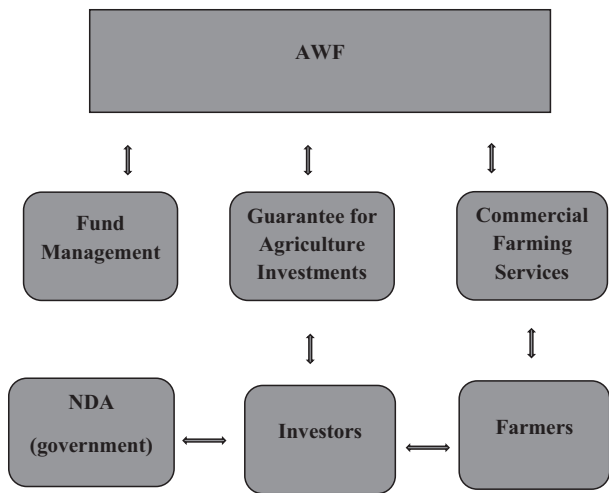 AWF
Fund
Management
Guarantee for
Agriculture
Investments
Commercial
Farming
Services
NDA
(government)
Investors
Farmers